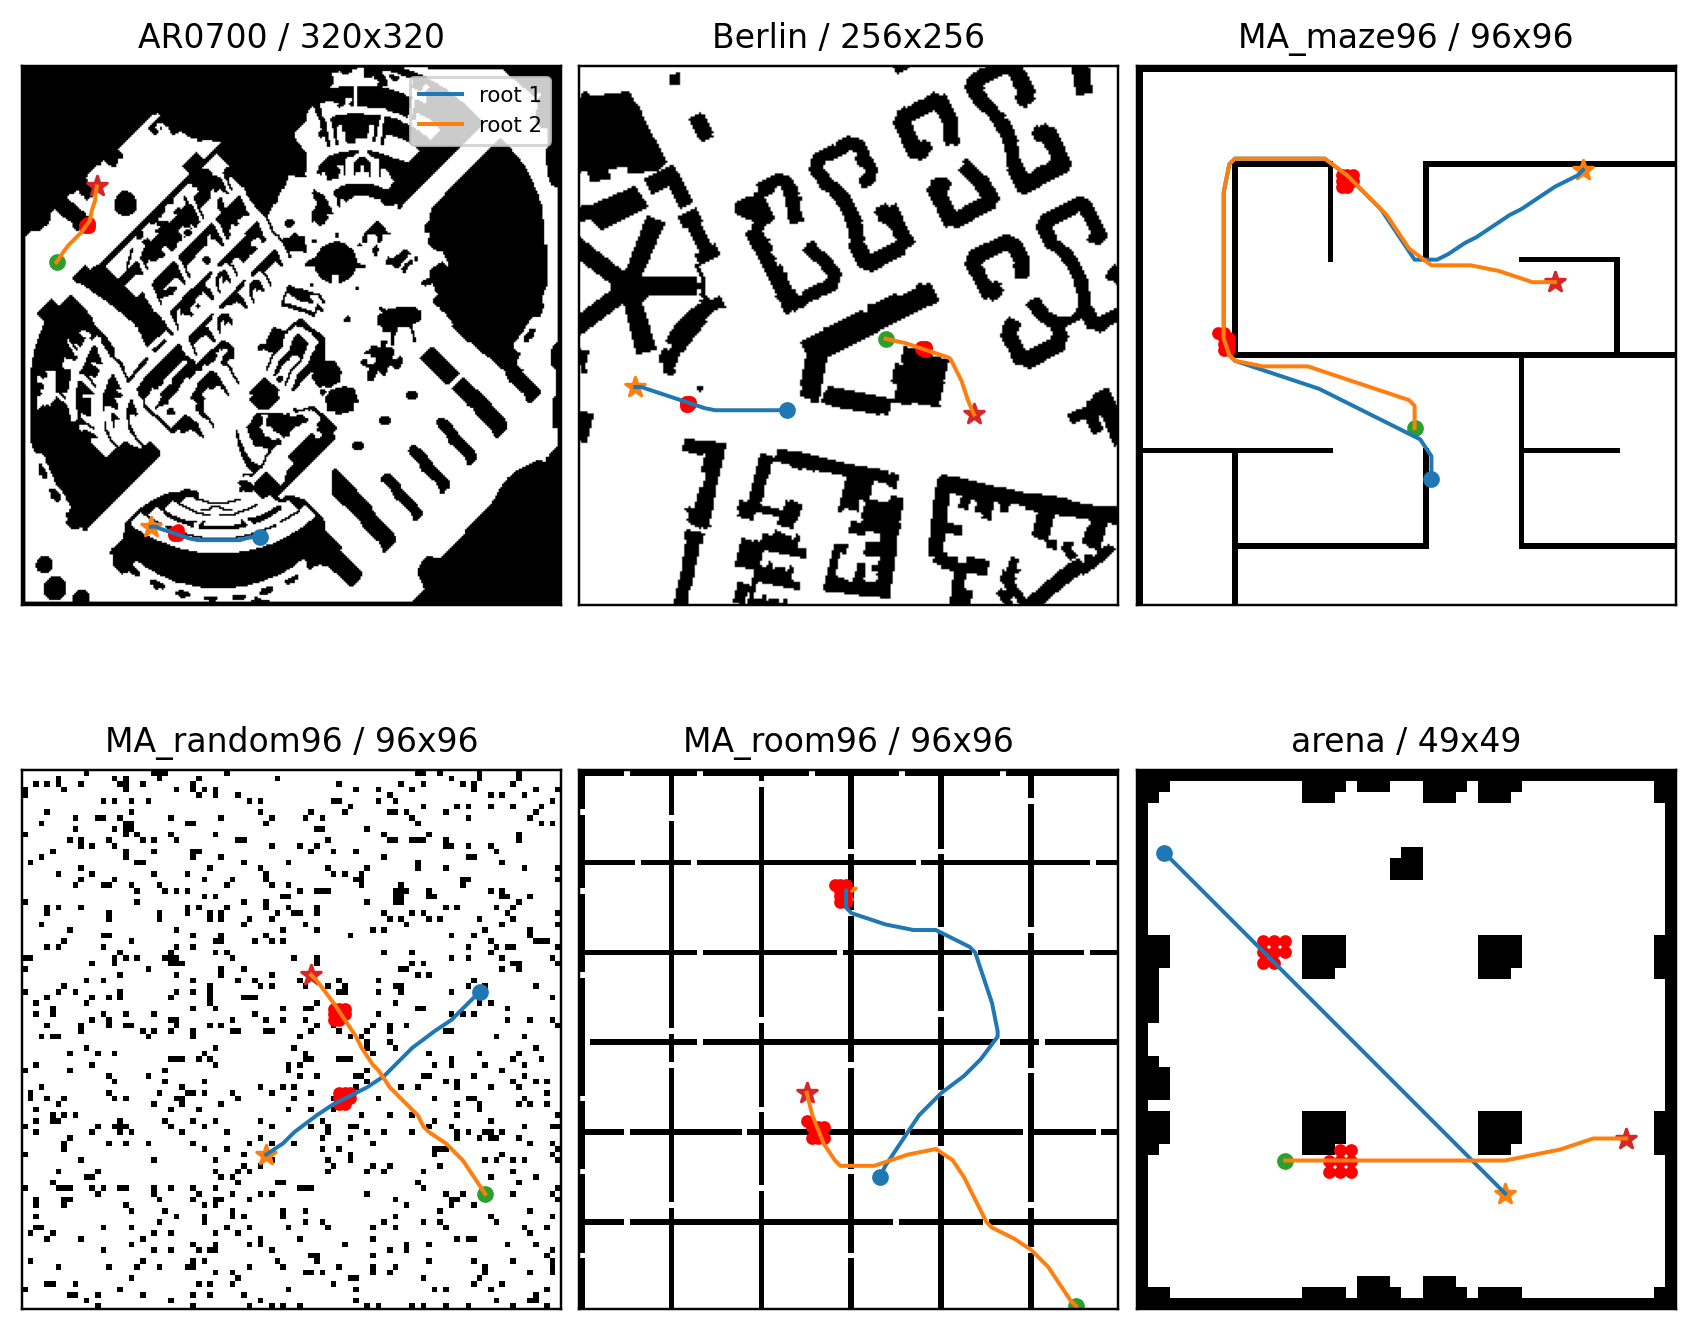 AR0700 / 320x320
root 1
root 2
Berlin / 256x256
MA_maze96 / 96x96
MA_random96 / 96x96
MA_room96 / 96x96
arena / 49x49